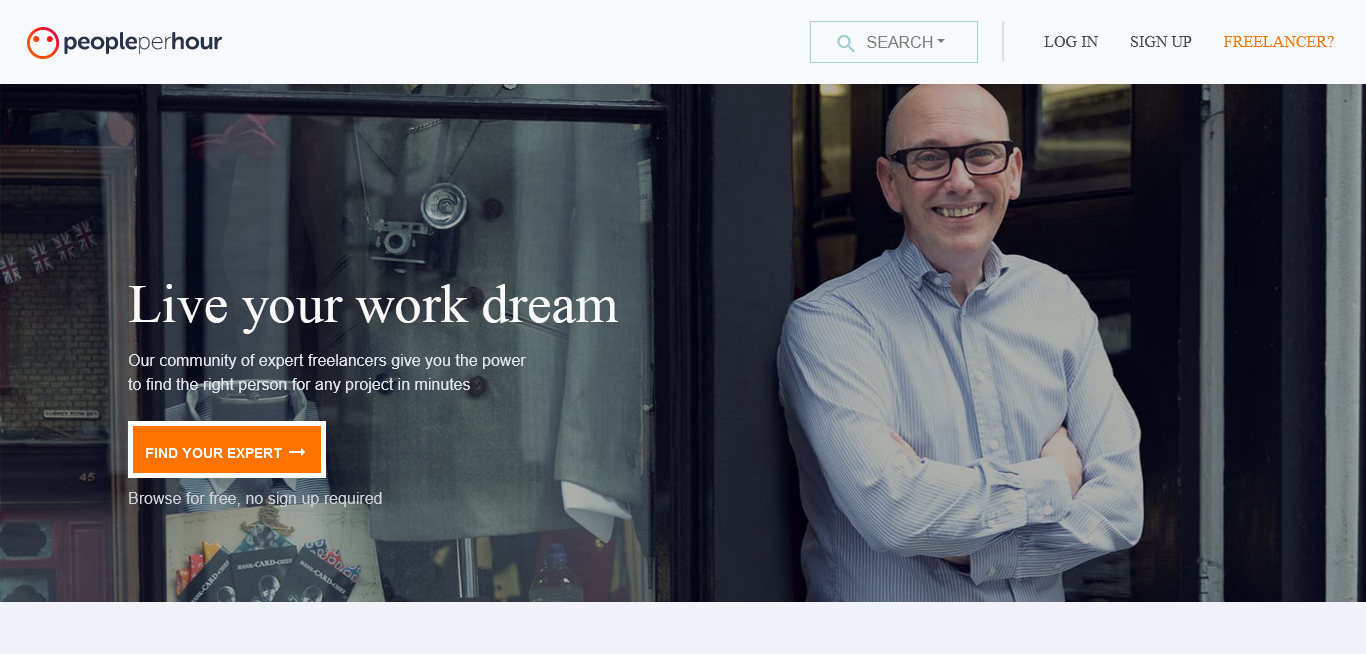 peopleperhour
SEARCH
LOG IN
SIGN UP
FREELANCER?
Live your work dream
Our community of expert freelancers give you the power
to find the right person for any project in minutes
SURREY ROW SE1
FIND YOUR EXPERT →
45
Browse for free, no sign up required
HANK-CARD-CHIEF
HANK-CARD-CHIEF